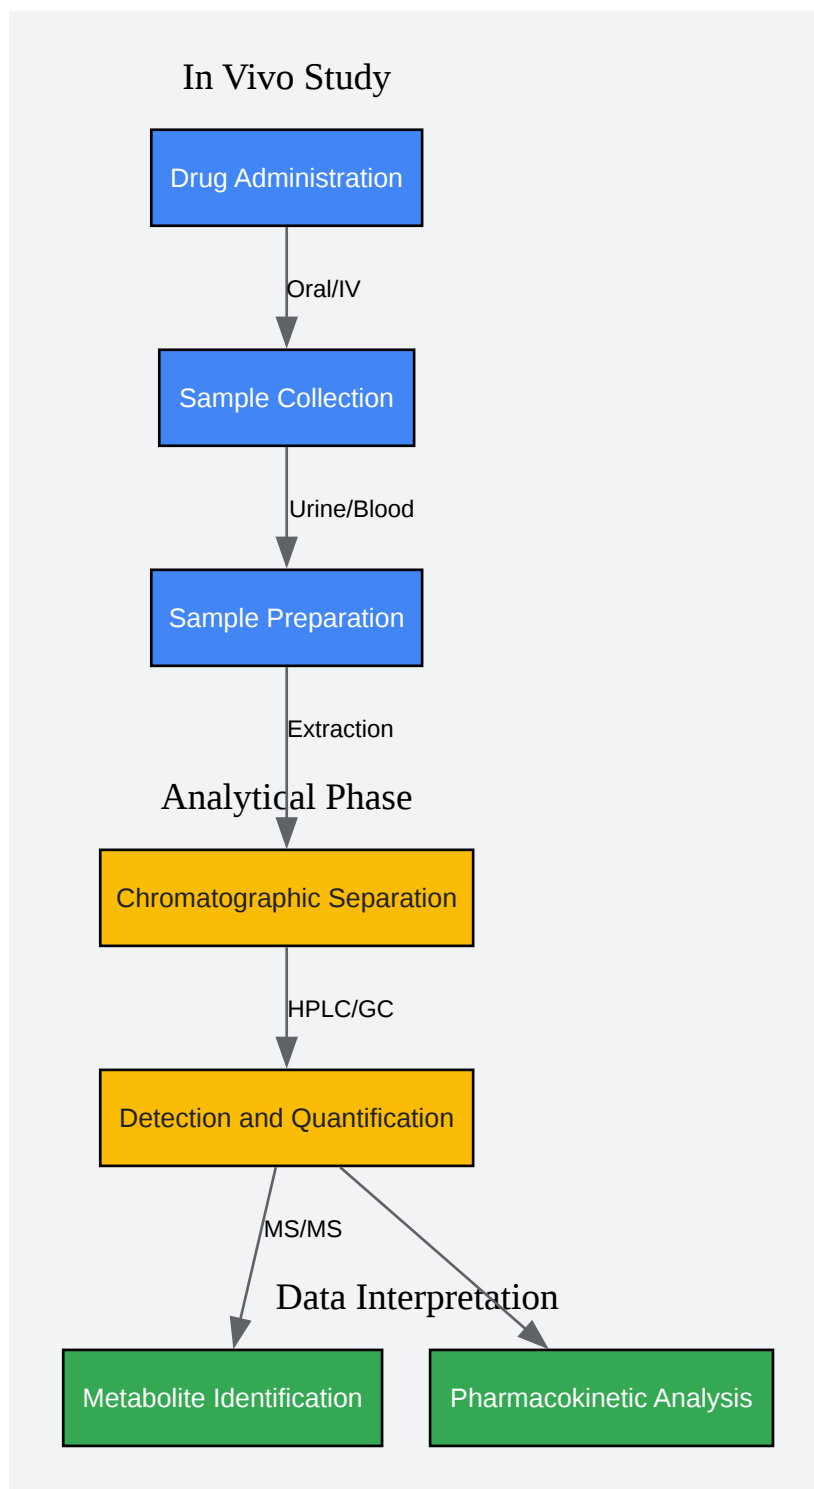 In Vivo Study
Drug Administration
Oral/IV
Sample Collection
Urine/Blood
Sample Preparation
Extraction
Analytical Phase
Chromatographic Separation
HPLC/GC
Detection and Quantification
MS/MS
Data Interpretation
Metabolite Identification
Pharmacokinetic Analysis